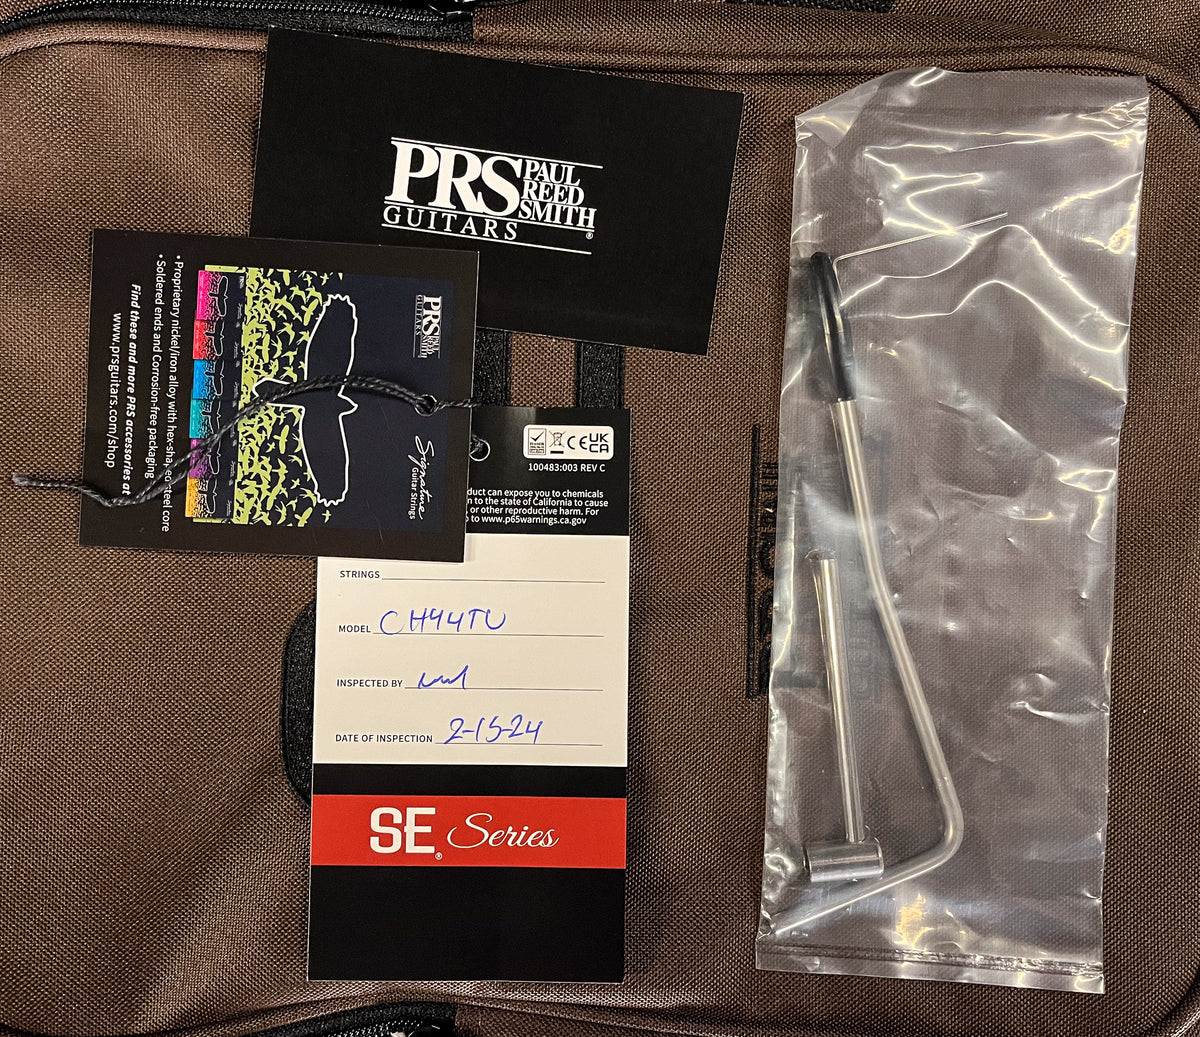 PRS PAUL
REED
SMITH
GUITARS ®
• Proprietary nickel/iron alloy with hex-shaped steel core
• Soldered ends and Corrosion-free packaging
Find these and more PRS accessories at
www.prsguitars.com/shop
PRS PAUL
REED
SMITH
GUITARS
Signature
Guitar Strings
CE UK
CA
100483:003 REV C
duct can expose you to chemicals
n to the state of California to cause
, or other reproductive harm. For
to www.p65warnings.ca.gov
STRINGS
MODEL CH44TU
INSPECTED BY
DATE OF INSPECTION 2-15-24
SE® Series